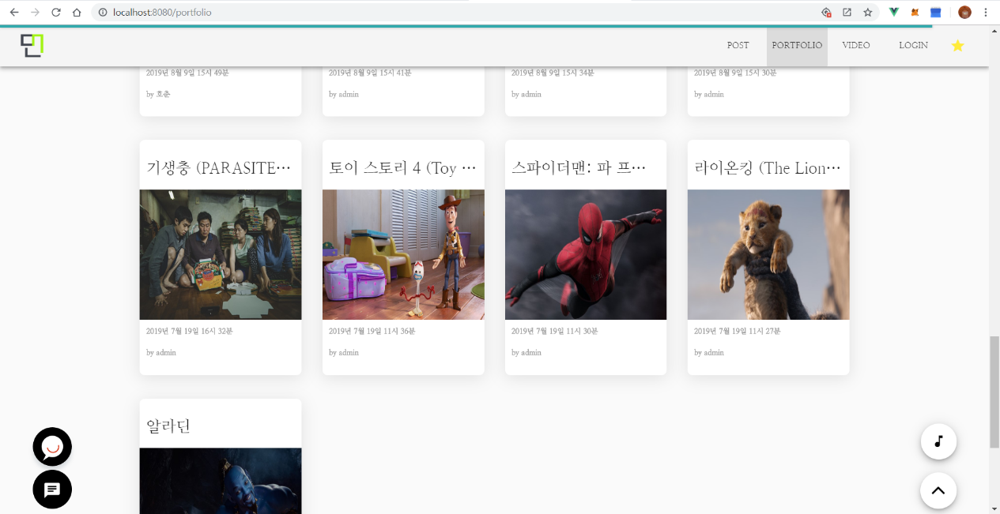 localhost:8080/portfolio
POST PORTFOLIO VIDEO LOGIN
2019년 8월 9일 15시 49분 2019년 8월 9일 15시 41분 2019년 8월 9일 15시 34분 2019년 8월 9일 15시 30분
by 호춘 by admin by admin by admin
기생충 (PARASITE… 토이 스토리 4 (Toy … 스파이더맨: 파 프… 라이온킹 (The Lion…
2019년 7월 19일 16시 32분 2019년 7월 19일 11시 36분 2019년 7월 19일 11시 30분 2019년 7월 19일 11시 27분
by admin by admin by admin by admin
알라딘